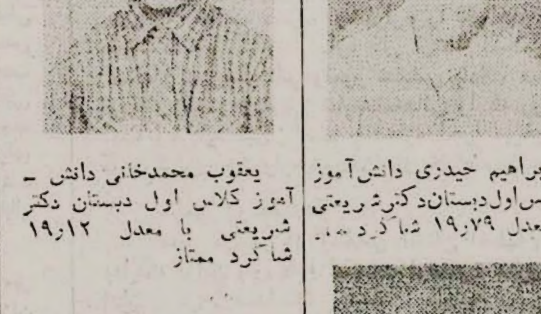 براهیم حیدری دانش‌آموز
س اول دبستان دکتر شریعتی
معدل ۱۹٫۷۹ شاگرد
یعقوب محمدخانی دانش ـ
آموز کلاس اول دبستان دکتر
شریعتی با معدل ۱۹٫۱۲
شاگرد ممتاز